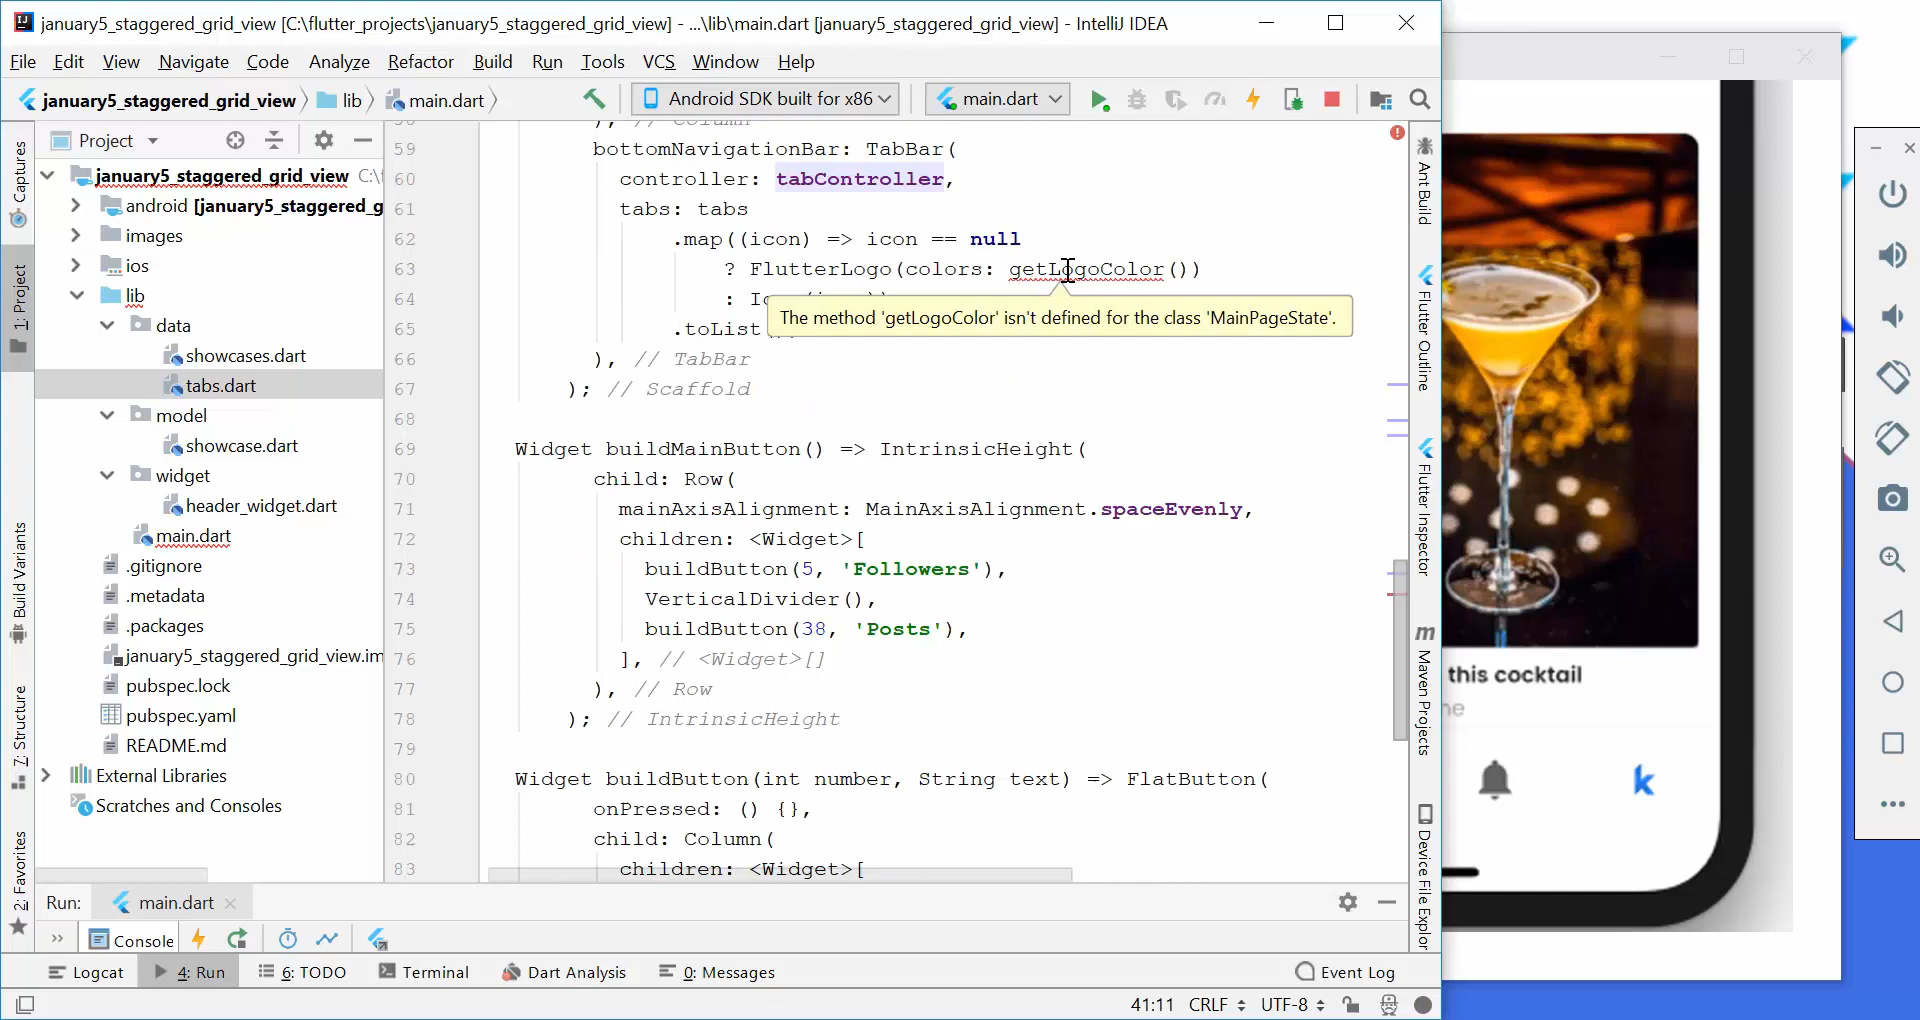 january5_staggered_grid_view [C:\flutter_projects\january5_staggered_grid_view] - ...\lib\main.dart [january5_staggered_grid_view] - IntelliJ IDEA
File Edit View Navigate Code Analyze Refactor Build Run Tools VCS Window Help
january5_staggered_grid_view lib main.dart Android SDK built for x86 main.dart
Project
january5_staggered_grid_view C:\
android [january5_staggered_g
images
ios
lib
data
showcases.dart
tabs.dart
model
showcase.dart
widget
header_widget.dart
main.dart
.gitignore
.metadata
.packages
january5_staggered_grid_view.im
pubspec.lock
pubspec.yaml
README.md
External Libraries
Scratches and Consoles
Captures
1: Project
Build Variants
7: Structure
2: Favorites
58 ), // Column
59 bottomNavigationBar: TabBar(
60 controller: tabController,
61 tabs: tabs
62 .map((icon) => icon == null
63 ? FlutterLogo(colors: getLogoColor())
64 : Ic
The method 'getLogoColor' isn't defined for the class 'MainPageState'.
65 .toList
66 ), // TabBar
67 ); // Scaffold
68
69 Widget buildMainButton() => IntrinsicHeight(
70 child: Row(
71 mainAxisAlignment: MainAxisAlignment.spaceEvenly,
72 children: <Widget>[
73 buildButton(5, 'Followers'),
74 VerticalDivider(),
75 buildButton(38, 'Posts'),
76 ], // <Widget>[]
77 ), // Row
78 ); // IntrinsicHeight
79
80 Widget buildButton(int number, String text) => FlatButton(
81 onPressed: () {},
82 child: Column(
83 children: <Widget>[
Ant Build
Flutter Outline
Flutter Inspector
m Maven Projects
Device File Explor
this cocktail
ne
k
Run: main.dart
Console
Logcat 4: Run 6: TODO Terminal Dart Analysis 0: Messages Event Log
41:11 CRLF UTF-8